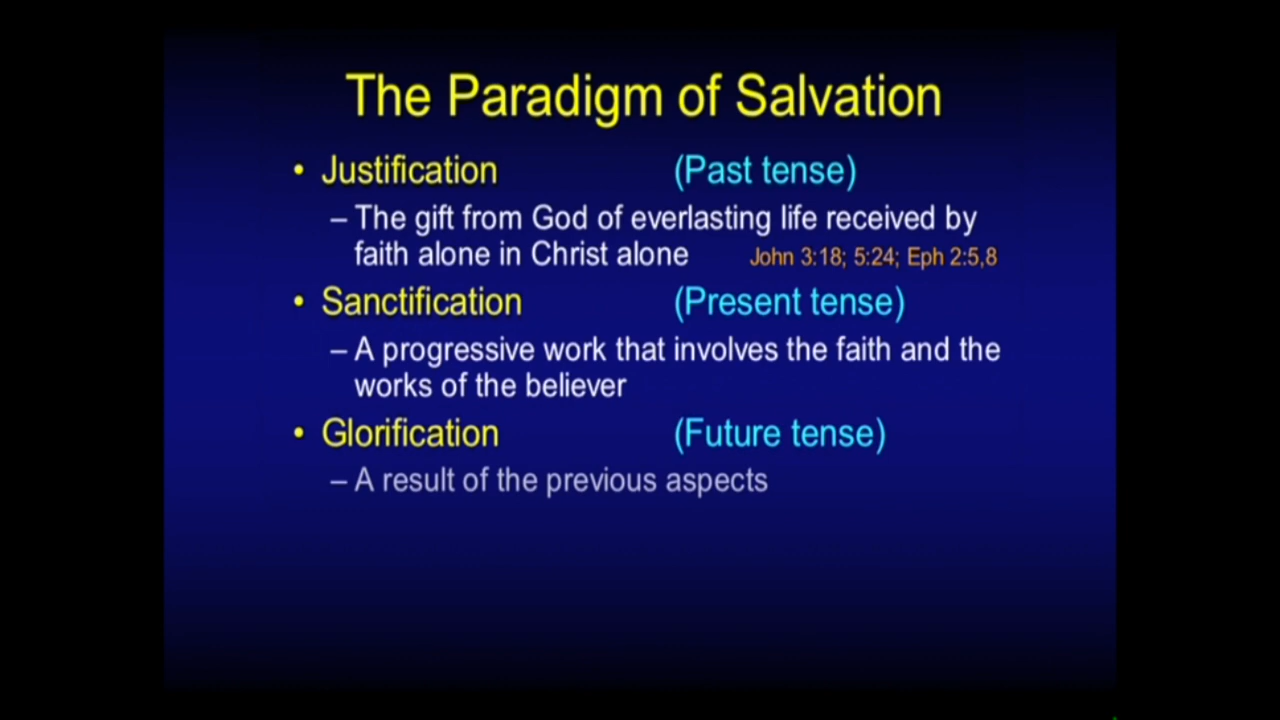 The Paradigm of Salvation
• Justification (Past tense)
– The gift from God of everlasting life received by
faith alone in Christ alone John 3:18; 5:24; Eph 2:5,8
• Sanctification (Present tense)
– A progressive work that involves the faith and the
works of the believer
• Glorification (Future tense)
– A result of the previous aspects